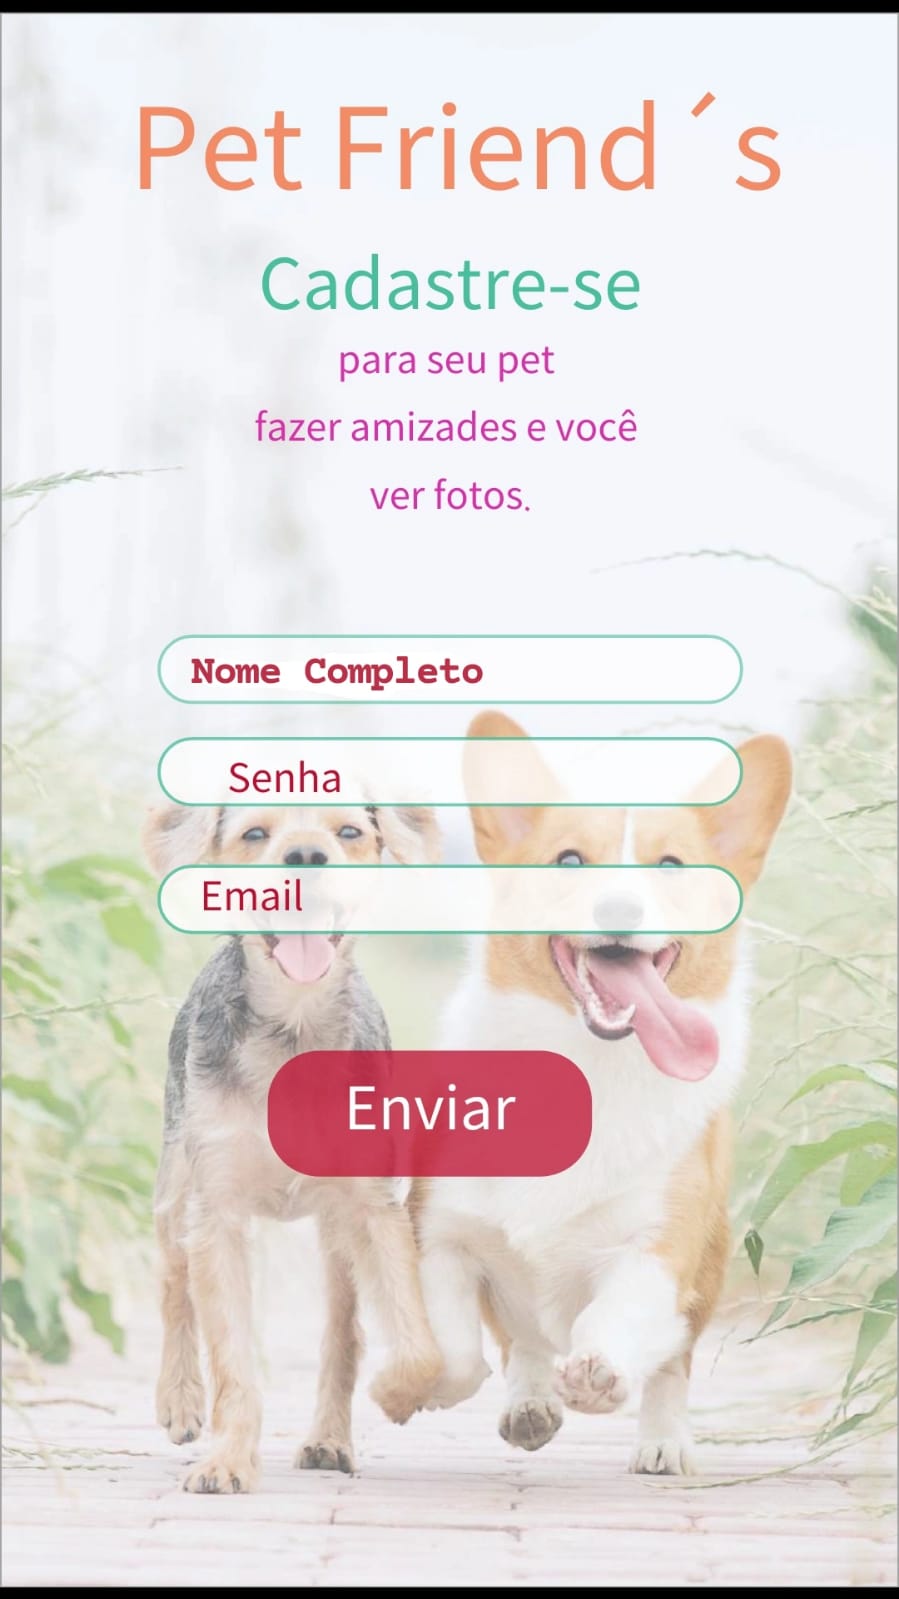 Pet Friend´s
Cadastre-se
para seu pet
fazer amizades e você
ver fotos.
Nome Completo
Senha
Email
Enviar